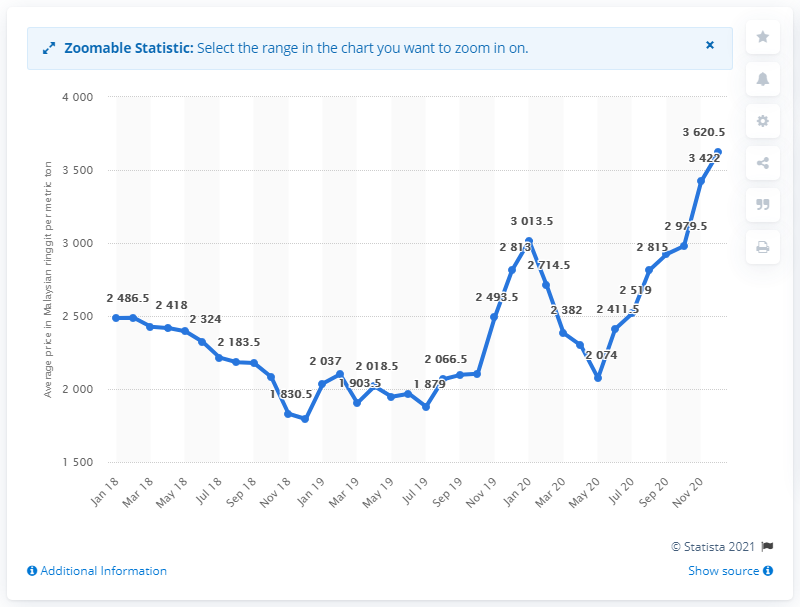 Zoomable Statistic: Select the range in the chart you want to zoom in on. ×
4 000
3 500
3 000
2 500
2 000
1 500
Average price in Malaysian ringgit per metric ton
2 486.5
2 418
2 324
2 183.5
1 830.5
2 037
1 903.5
2 018.5
1 879
2 066.5
2 493.5
2 813
3 013.5
2 714.5
2 382
2 074
2 411.5
2 519
2 815
2 979.5
3 422
3 620.5
Jan 18
Mar 18
May 18
Jul 18
Sep 18
Nov 18
Jan 19
Mar 19
May 19
Jul 19
Sep 19
Nov 19
Jan 20
Mar 20
May 20
Jul 20
Sep 20
Nov 20
© Statista 2021
Additional Information
Show source